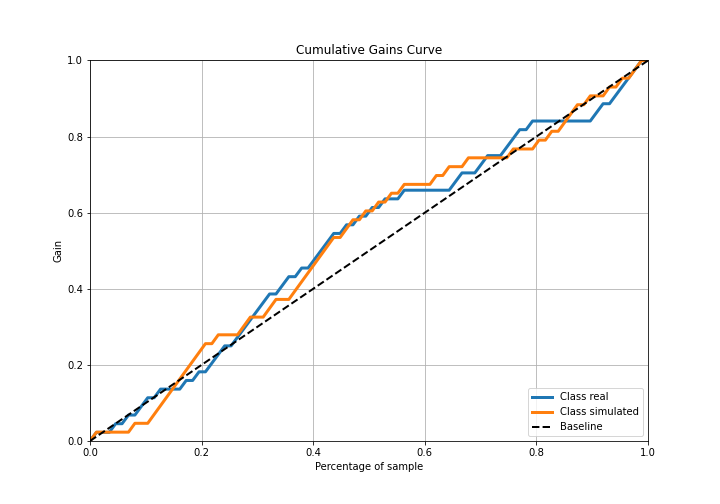 Cumulative Gains Curve
1.0
0.8
0.6
0.4
0.2
0.0
Gain
0.0 0.2 0.4 0.6 0.8 1.0
Percentage of sample
Class real
Class simulated
Baseline